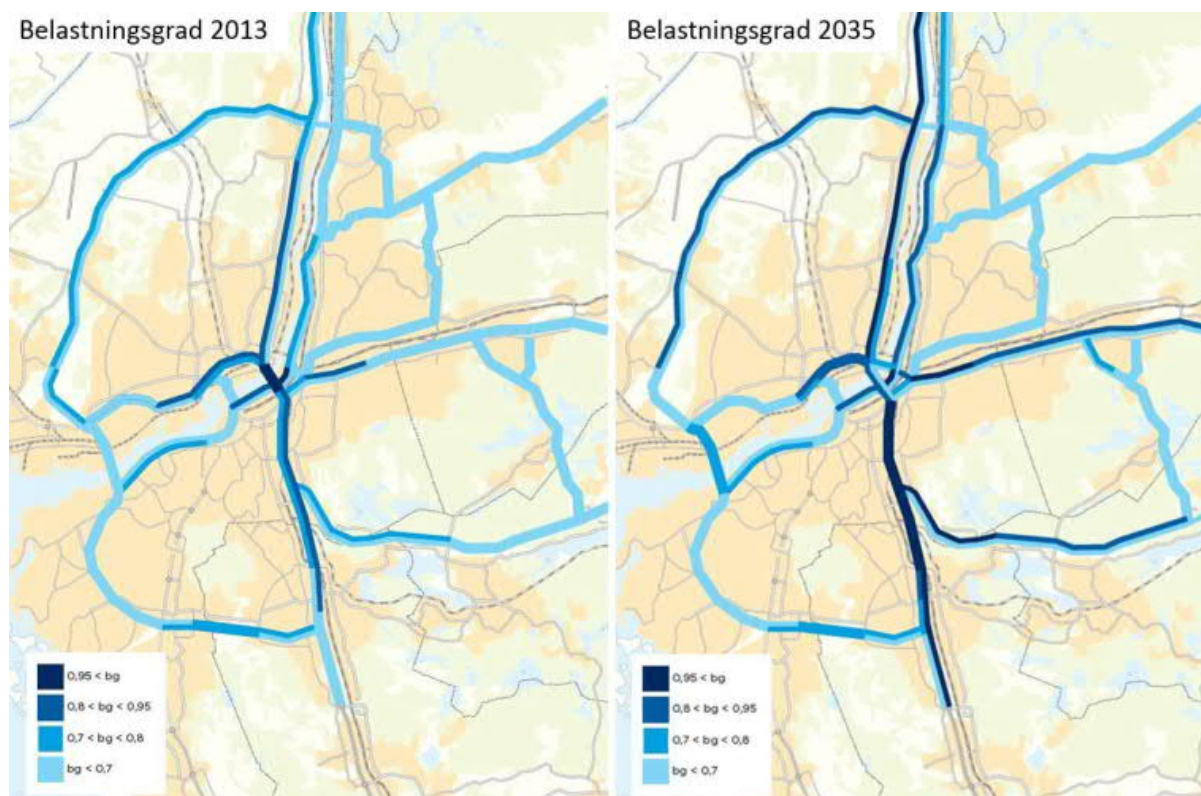 Belastningsgrad 2013
0,95 < bg
0,8 < bg < 0,95
0,7 < bg < 0,8
bg < 0,7
Belastningsgrad 2035
0,95 < bg
0,8 < bg < 0,95
0,7 < bg < 0,8
bg < 0,7